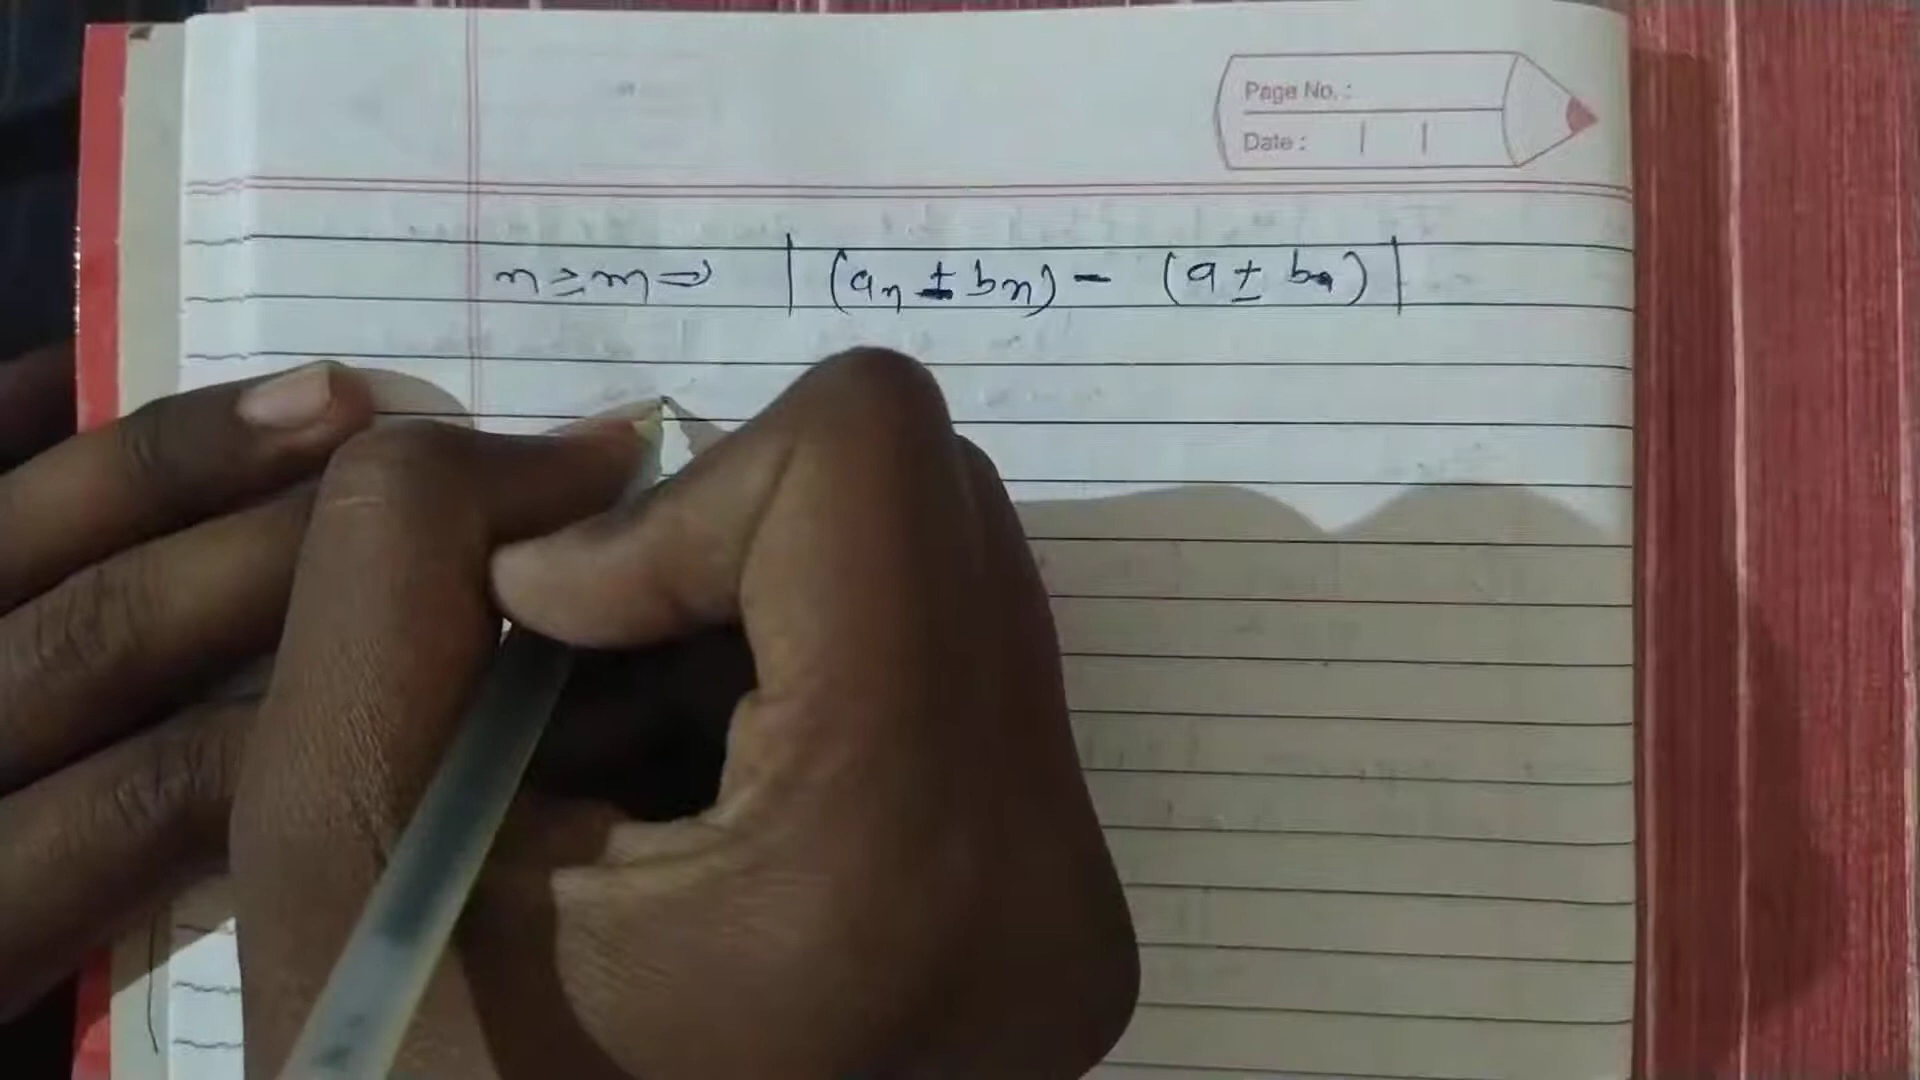 Page No. :
Date :
n ≥ m ⇒ | (aₙ ± bₙ) - (a ± b) |